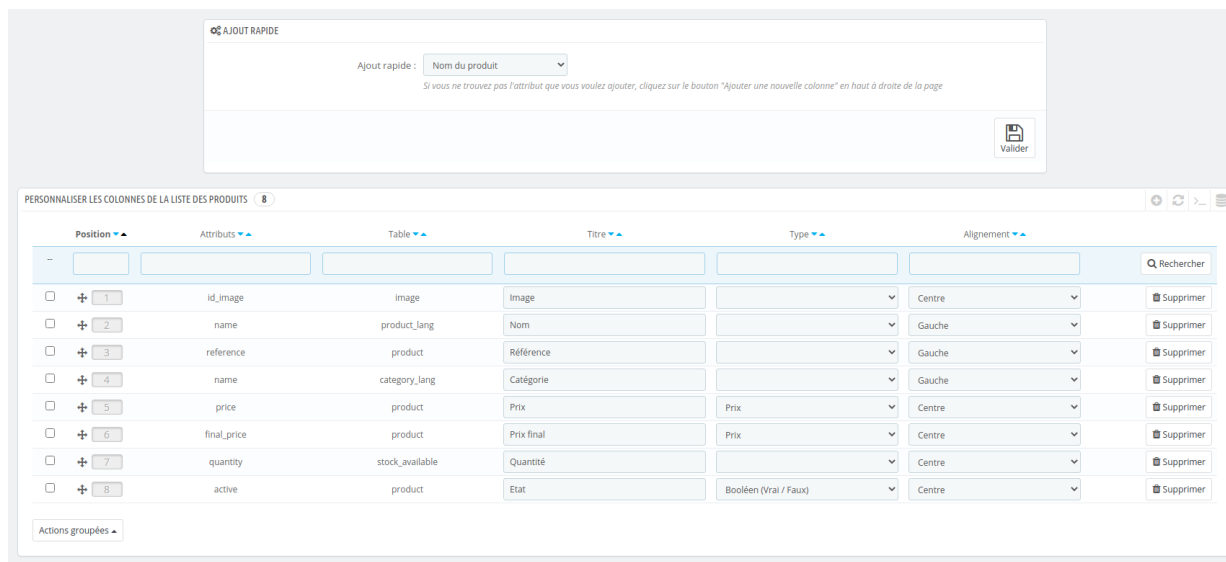 AJOUT RAPIDE
Ajout rapide : Nom du produit
Si vous ne trouvez pas l'attribut que vous voulez ajouter, cliquez sur le bouton "Ajouter une nouvelle colonne" en haut à droite de la page
Valider
PERSONNALISER LES COLONNES DE LA LISTE DES PRODUITS 8
Position Attributs Table Titre Type Alignement
-- Rechercher
1 id_image image Image Centre Supprimer
2 name product_lang Nom Gauche Supprimer
3 reference product Référence Gauche Supprimer
4 name category_lang Catégorie Gauche Supprimer
5 price product Prix Prix Centre Supprimer
6 final_price product Prix final Prix Centre Supprimer
7 quantity stock_available Quantité Centre Supprimer
8 active product Etat Booléen (Vrai / Faux) Centre Supprimer
Actions groupées